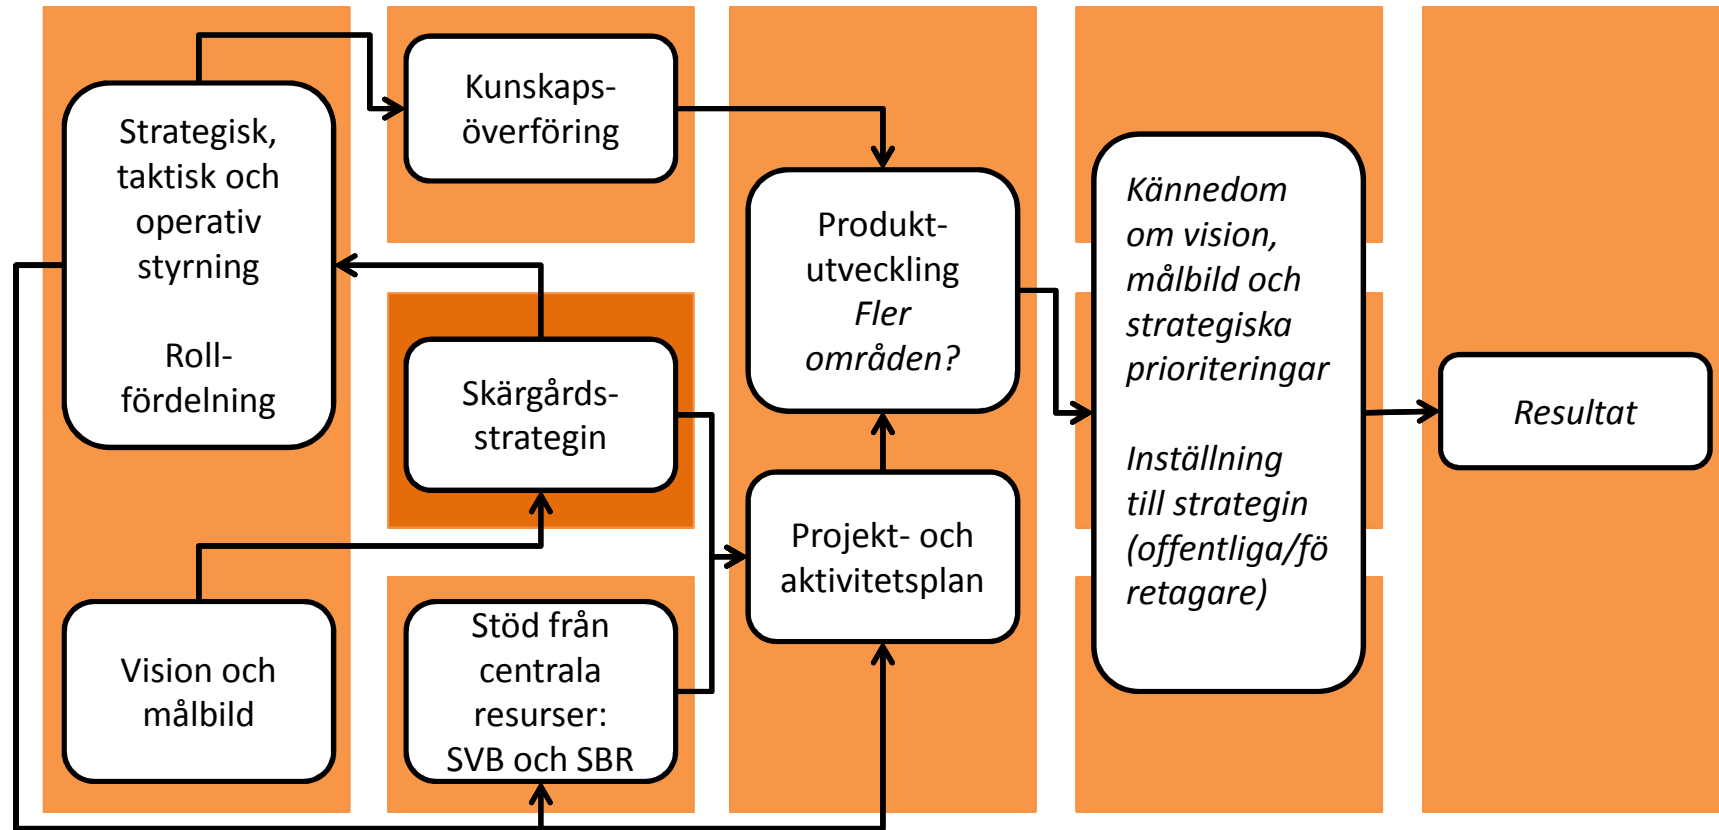 Strategisk,
taktisk och
operativ
styrning
Roll-
fördelning
Vision och
målbild
Kunskaps-
överföring
Skärgårds-
strategin
Stöd från
centrala
resurser:
SVB och SBR
Produkt-
utveckling
Fler
områden?
Projekt- och
aktivitetsplan
Kännedom
om vision,
målbild och
strategiska
prioriteringar
Inställning
till strategin
(offentliga/fö
retagare)
Resultat